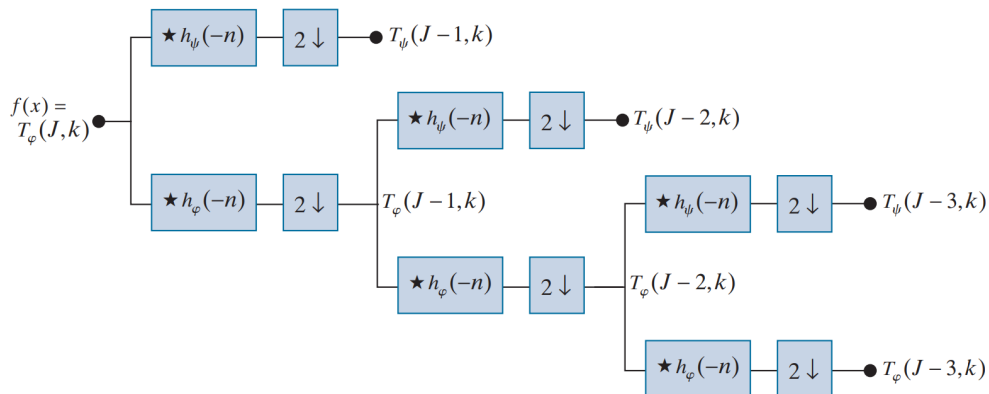 ★ h_ψ(−n)
2 ↓
T_ψ(J − 1, k)
f(x) =
T_φ(J, k)
★ h_ψ(−n)
2 ↓
T_ψ(J − 2, k)
★ h_φ(−n)
2 ↓
T_φ(J − 1, k)
★ h_ψ(−n)
2 ↓
T_ψ(J − 3, k)
★ h_φ(−n)
2 ↓
T_φ(J − 2, k)
★ h_φ(−n)
2 ↓
T_φ(J − 3, k)